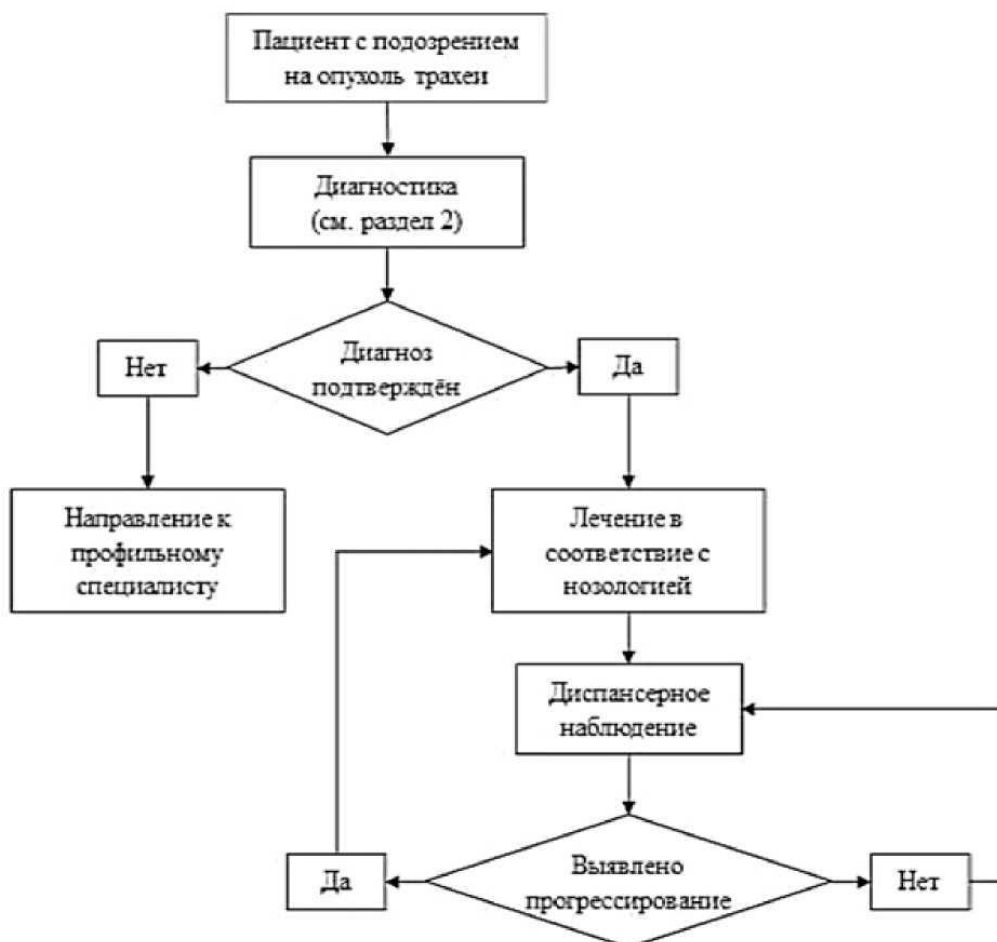 Пациент с подозрением
на опухоль трахеи
Диагностика
(см. раздел 2)
Диагноз
подтверждён
Нет
Да
Направление к
профильному
специалисту
Лечение в
соответствие с
нозологией
Диспансерное
наблюдение
Выявлено
прогрессирование
Да
Нет